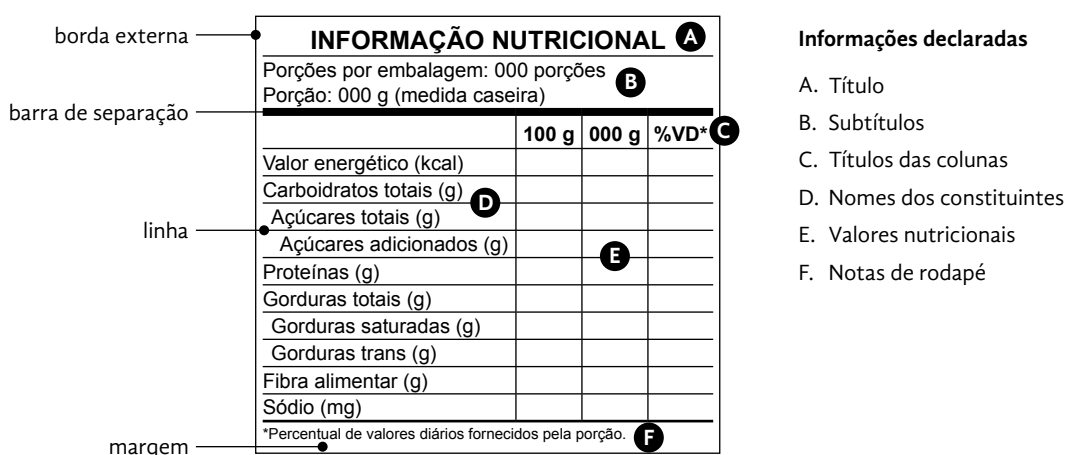 borda externa
barra de separação
linha
margem
INFORMAÇÃO NUTRICIONAL A
Porções por embalagem: 000 porções
Porção: 000 g (medida caseira)
B
100 g 000 g %VD* C
Valor energético (kcal)
Carboidratos totais (g)
D
Açúcares totais (g)
Açúcares adicionados (g)
E
Proteínas (g)
Gorduras totais (g)
Gorduras saturadas (g)
Gorduras trans (g)
Fibra alimentar (g)
Sódio (mg)
*Percentual de valores diários fornecidos pela porção. F
Informações declaradas
A. Título
B. Subtítulos
C. Títulos das colunas
D. Nomes dos constituintes
E. Valores nutricionais
F. Notas de rodapé